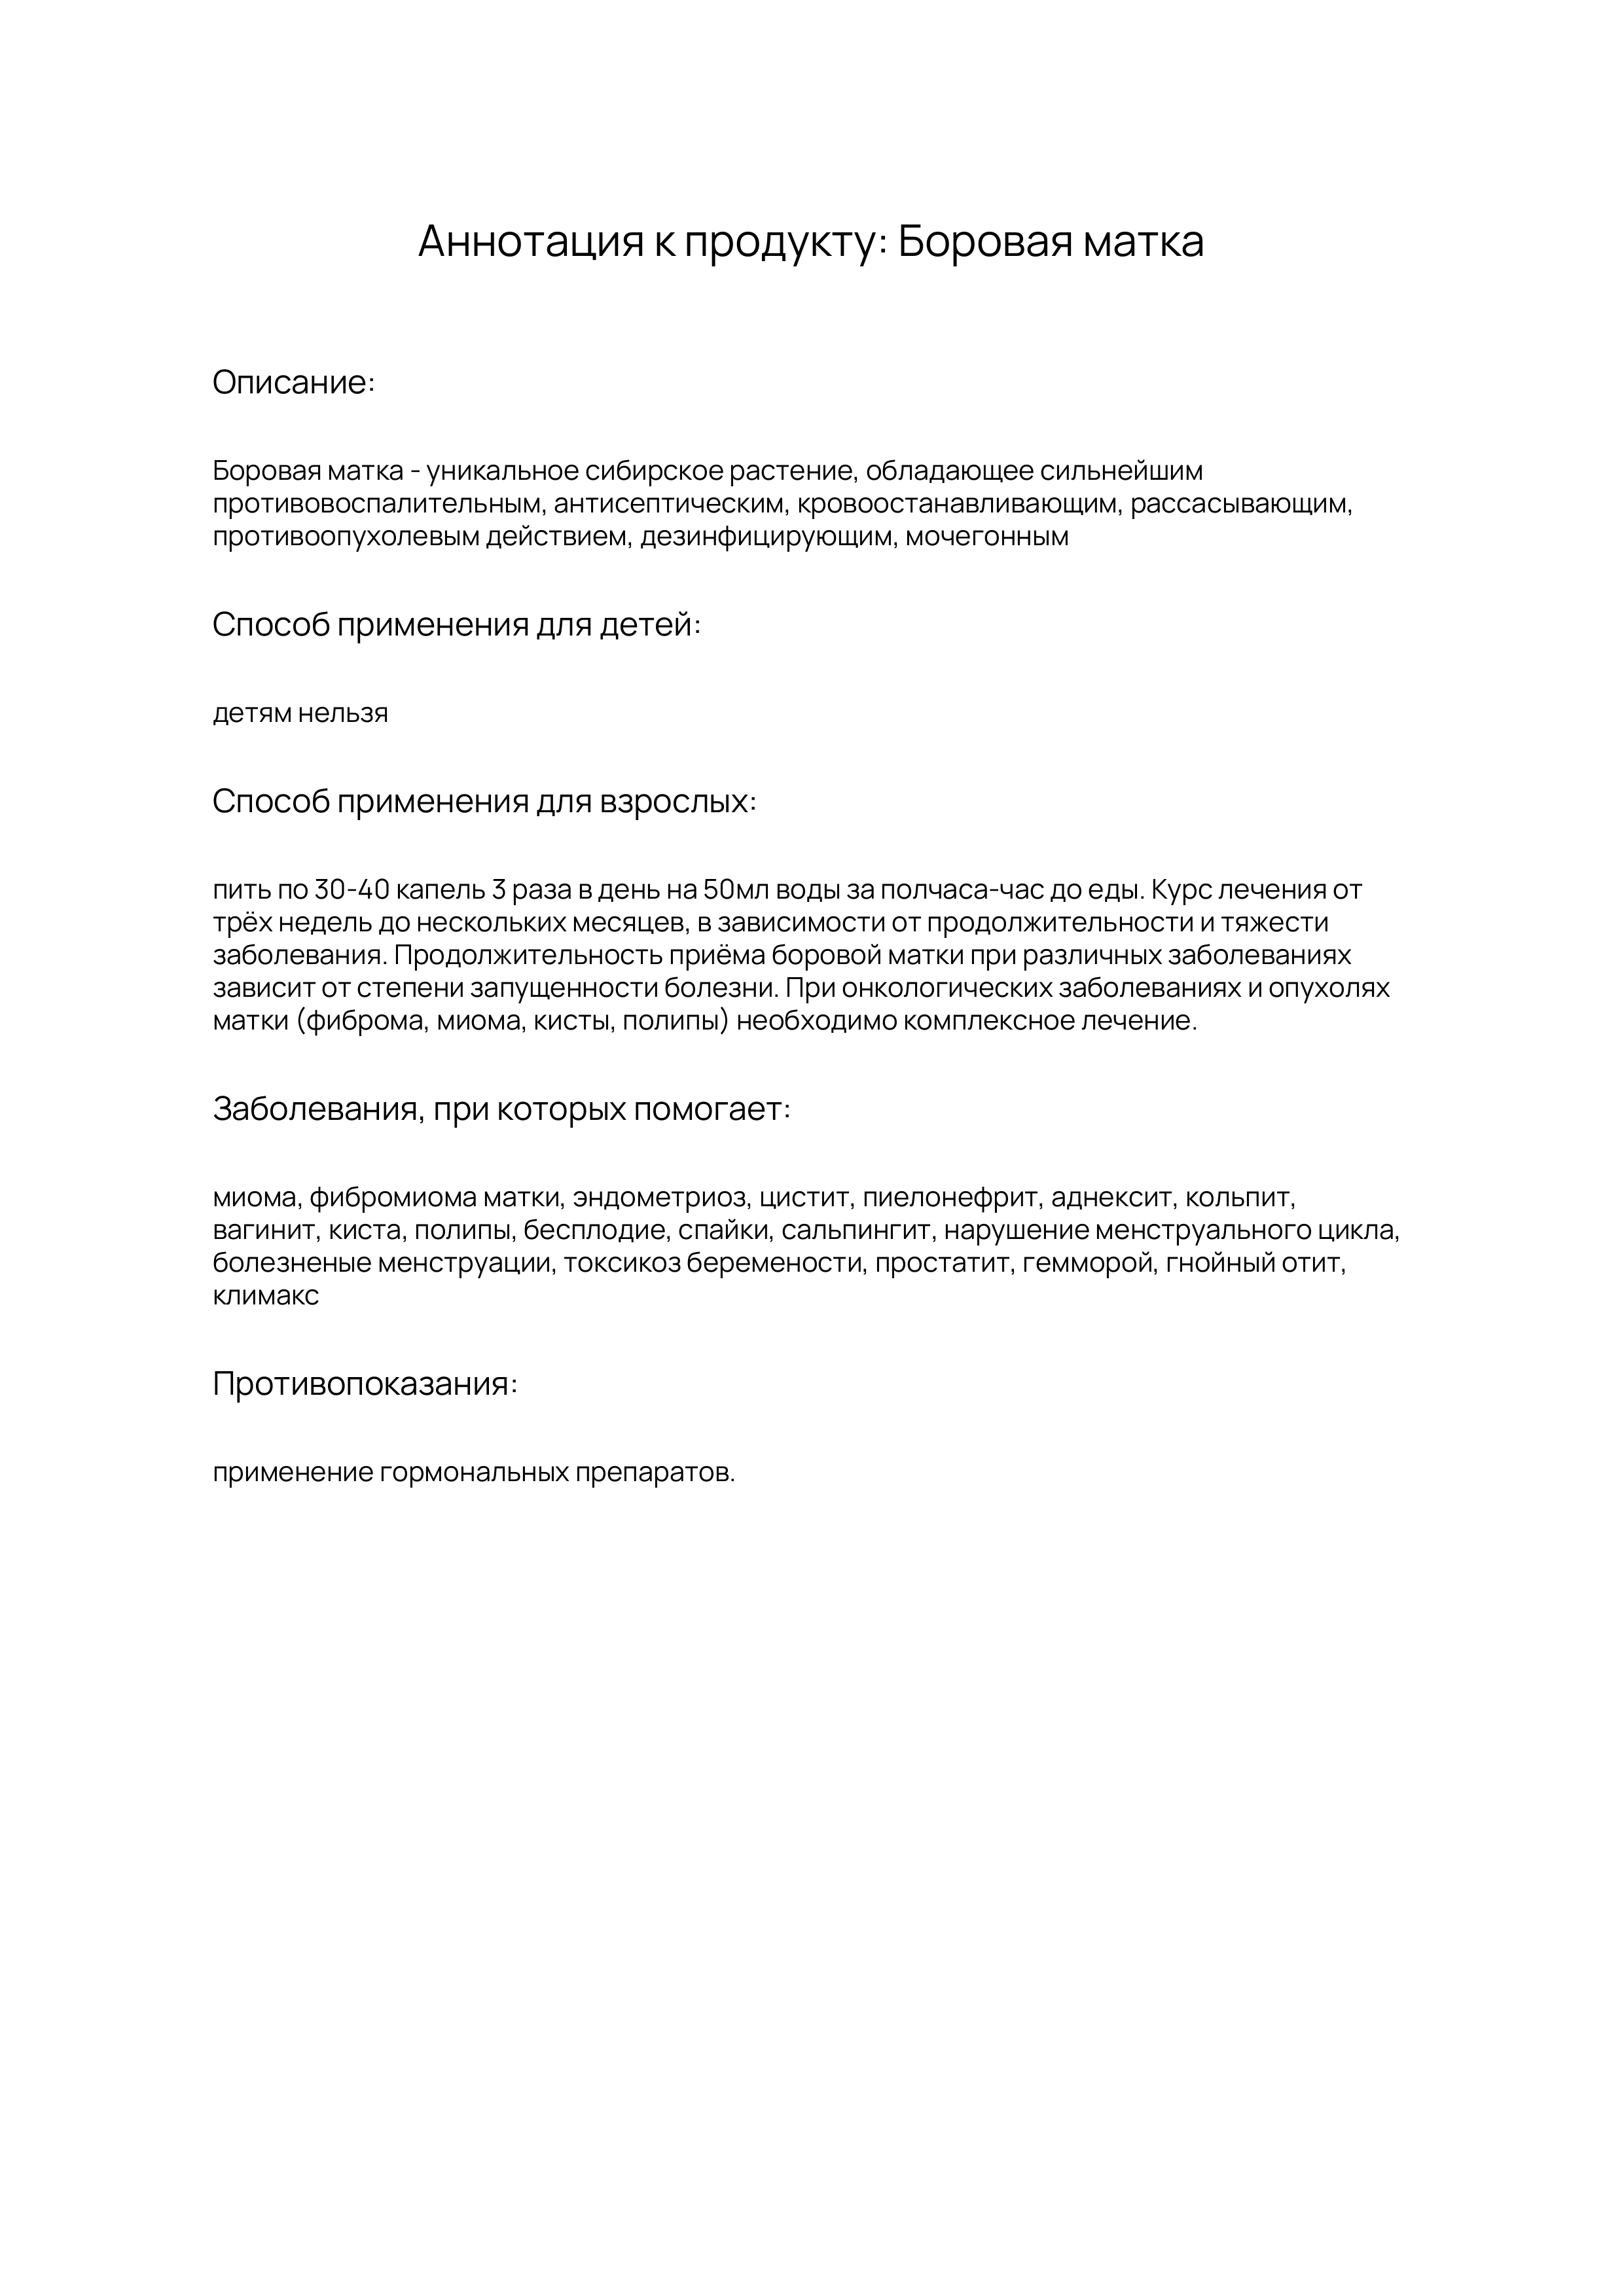 Аннотация к продукту: Боровая матка
Описание:
Боровая матка - уникальное сибирское растение, обладающее сильнейшим
противовоспалительным, антисептическим, кровоостанавливающим, рассасывающим,
противоопухолевым действием, дезинфицирующим, мочегонным
Способ применения для детей:
детям нельзя
Способ применения для взрослых:
пить по 30-40 капель 3 раза в день на 50мл воды за полчаса-час до еды. Курс лечения от
трёх недель до нескольких месяцев, в зависимости от продолжительности и тяжести
заболевания. Продолжительность приёма боровой матки при различных заболеваниях
зависит от степени запущенности болезни. При онкологических заболеваниях и опухолях
матки (фиброма, миома, кисты, полипы) необходимо комплексное лечение.
Заболевания, при которых помогает:
миома, фибромиома матки, эндометриоз, цистит, пиелонефрит, аднексит, кольпит,
вагинит, киста, полипы, бесплодие, спайки, сальпингит, нарушение менструального цикла,
болезненые менструации, токсикоз беремености, простатит, гемморой, гнойный отит,
климакс
Противопоказания:
применение гормональных препаратов.